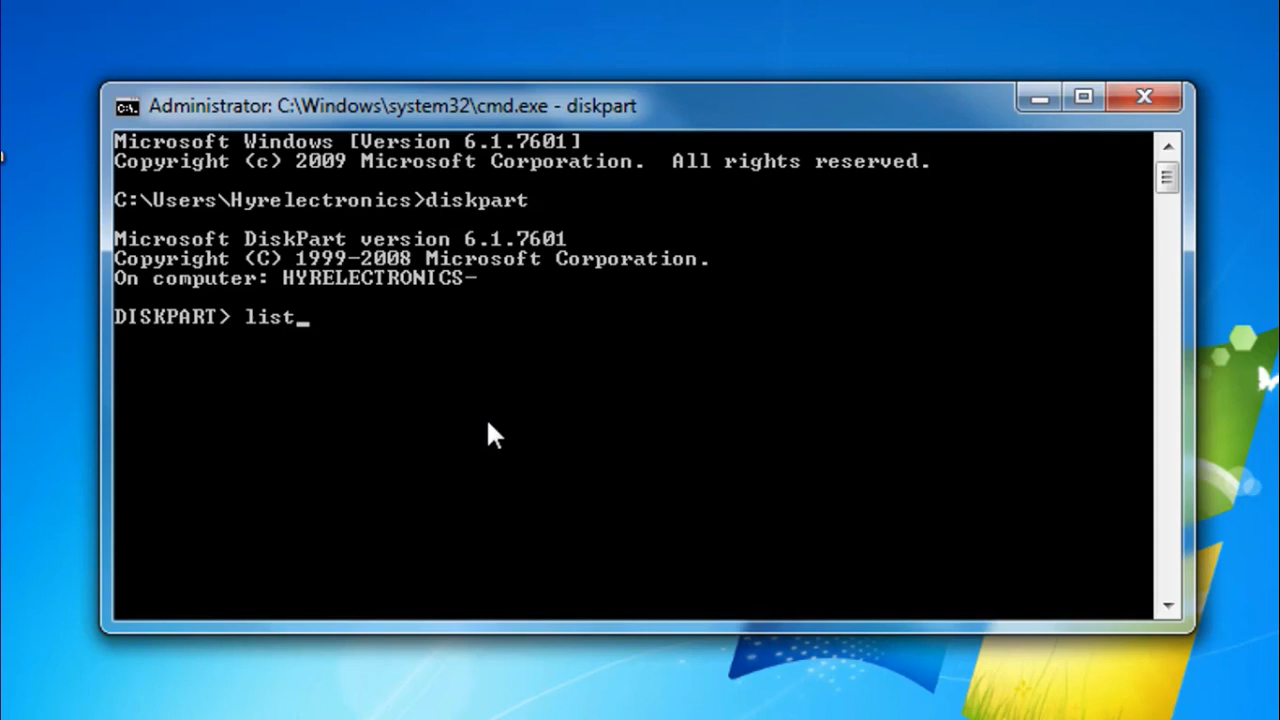 Administrator: C:\Windows\system32\cmd.exe - diskpart
Microsoft Windows [Version 6.1.7601]
Copyright (c) 2009 Microsoft Corporation.  All rights reserved.
C:\Users\Hyrelectronics>diskpart
Microsoft DiskPart version 6.1.7601
Copyright (C) 1999-2008 Microsoft Corporation.
On computer: HYRELECTRONICS-
DISKPART> list_